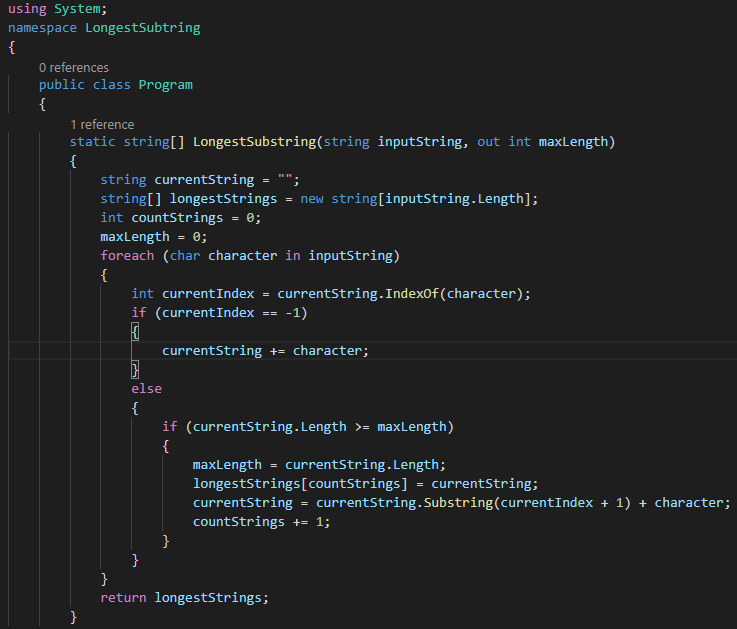 using System;
namespace LongestSubtring
{
0 references
public class Program
{
1 reference
static string[] LongestSubstring(string inputString, out int maxLength)
{
string currentString = "";
string[] longestStrings = new string[inputString.Length];
int countStrings = 0;
maxLength = 0;
foreach (char character in inputString)
{
int currentIndex = currentString.IndexOf(character);
if (currentIndex == -1)
{
currentString += character;
}
else
{
if (currentString.Length >= maxLength)
{
maxLength = currentString.Length;
longestStrings[countStrings] = currentString;
currentString = currentString.Substring(currentIndex + 1) + character;
countStrings += 1;
}
}
}
return longestStrings;
}